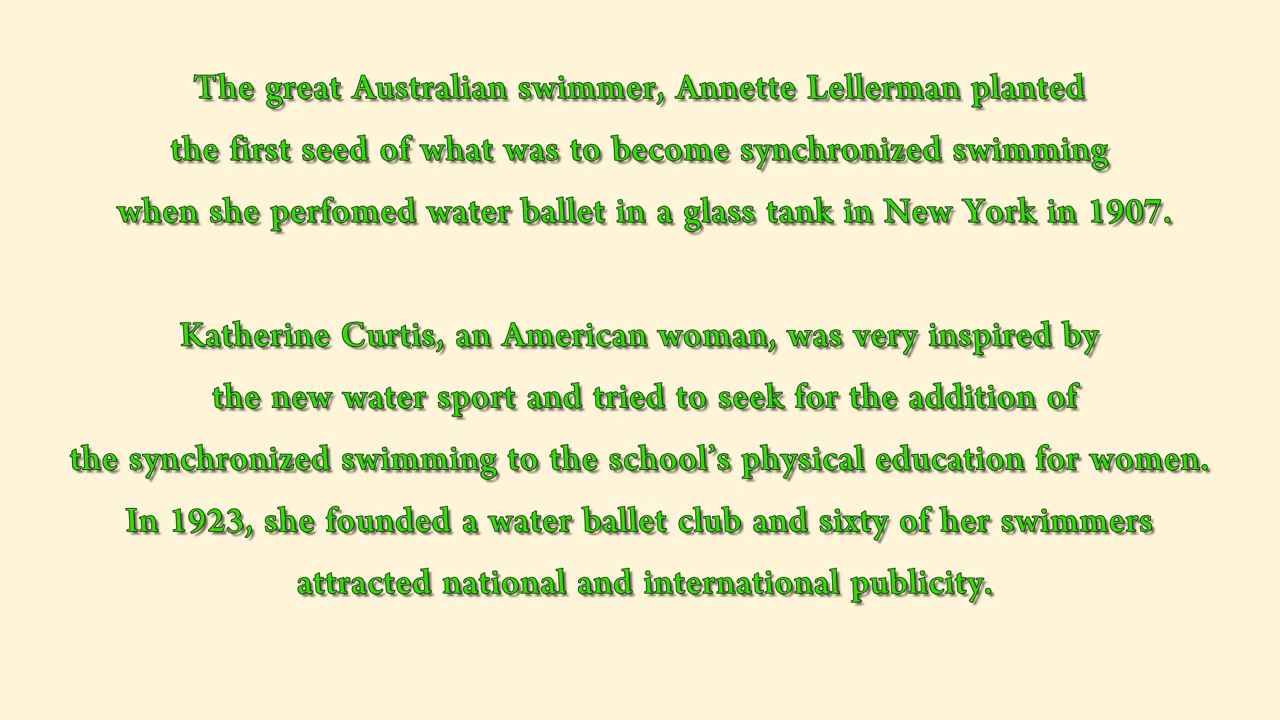 The great Australian swimmer, Annette Lellerman planted
the first seed of what was to become synchronized swimming
when she perfomed water ballet in a glass tank in New York in 1907.
Katherine Curtis, an American woman, was very inspired by
the new water sport and tried to seek for the addition of
the synchronized swimming to the school’s physical education for women.
In 1923, she founded a water ballet club and sixty of her swimmers
attracted national and international publicity.